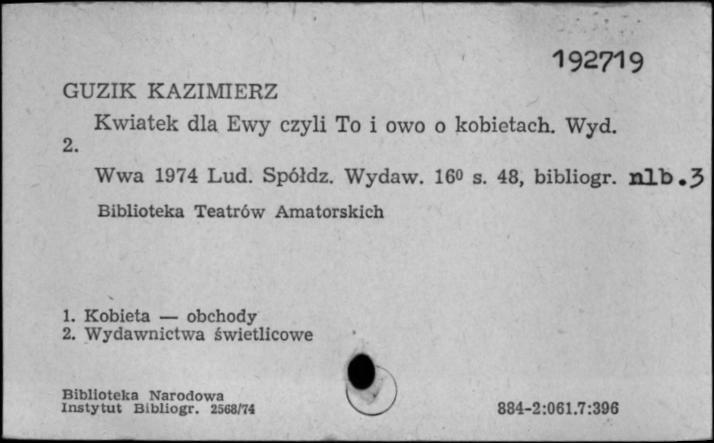 192719
GUZIK KAZIMIERZ
Kwiatek dla Ewy czyli To i owo o kobietach. Wyd.
2.
Wwa 1974 Lud. Spółdz. Wydaw. 16⁰ s. 48, bibliogr. nlb.3
Biblioteka Teatrów Amatorskich
1. Kobieta — obchody
2. Wydawnictwa świetlicowe
Biblioteka Narodowa
Instytut Bibliogr. 2568/74
884-2:061.7:396